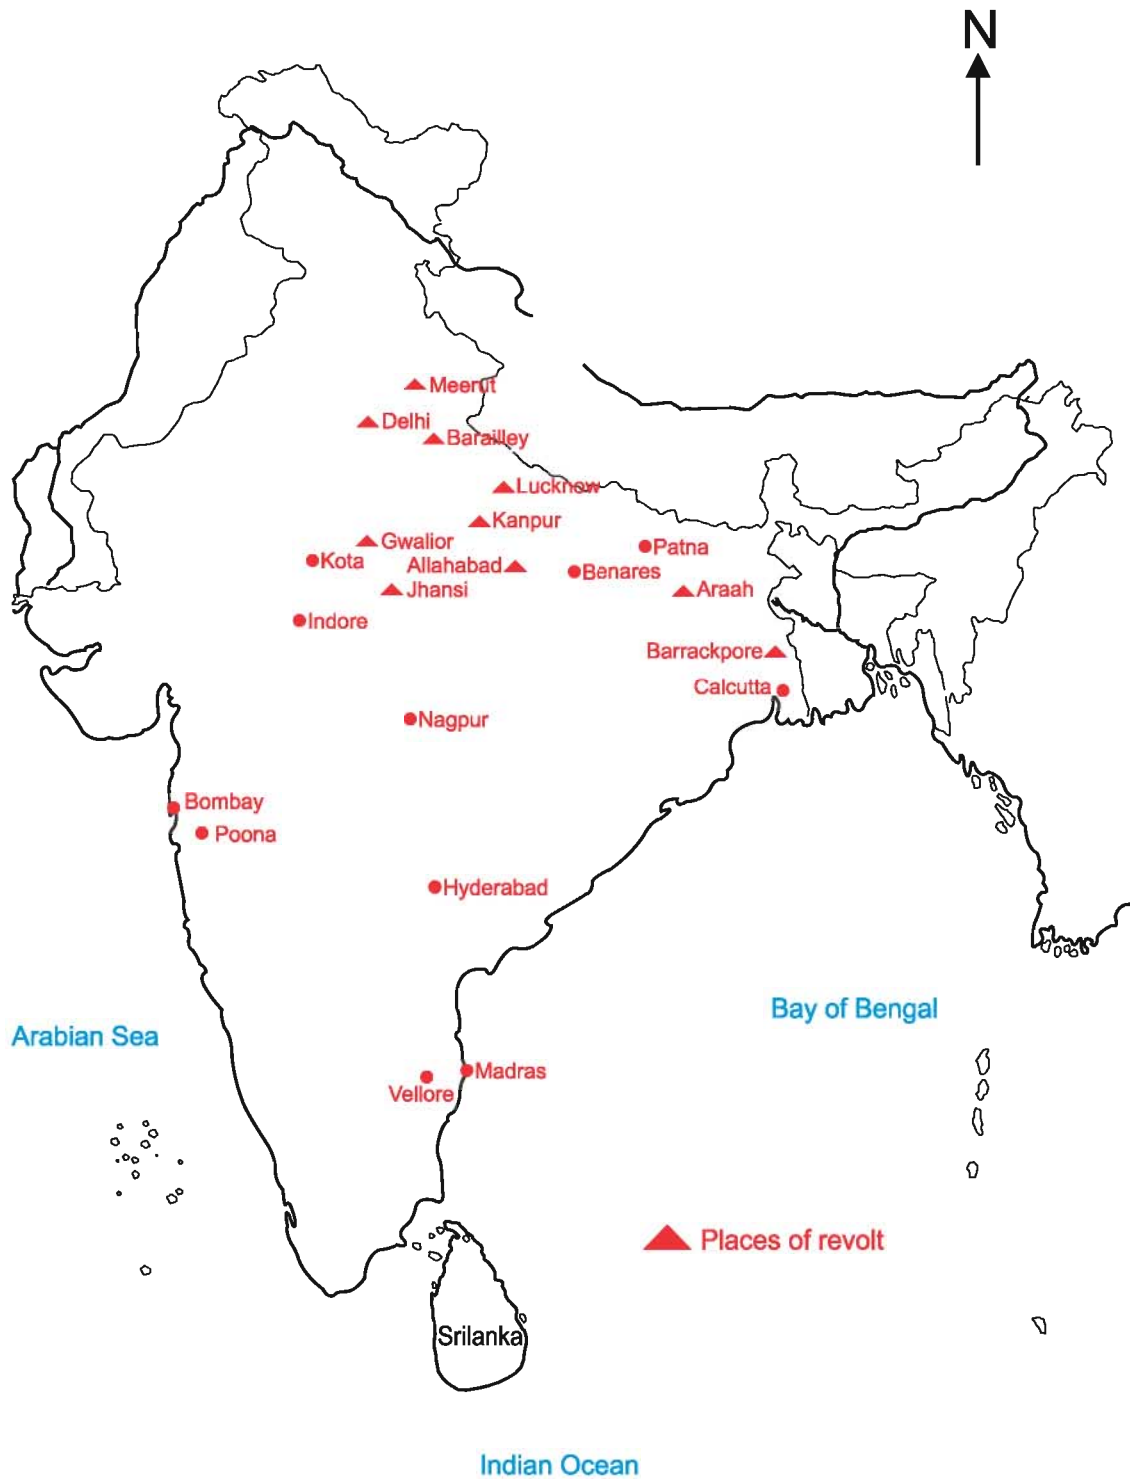 N
Meerut
Delhi
Barailley
Lucknow
Kanpur
Gwalior
Patna
Kota
Allahabad
Benares
Jhansi
Araah
Indore
Barrackpore
Calcutta
Nagpur
Bombay
Poona
Hyderabad
Bay of Bengal
Arabian Sea
Madras
Vellore
Places of revolt
Srilanka
Indian Ocean